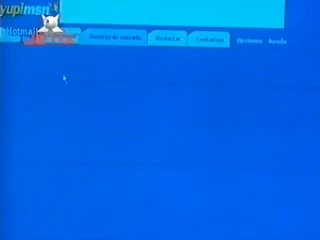 yupimsn
Hotmail
Bandeja de entrada Redactar Contactos Opciones Ayuda